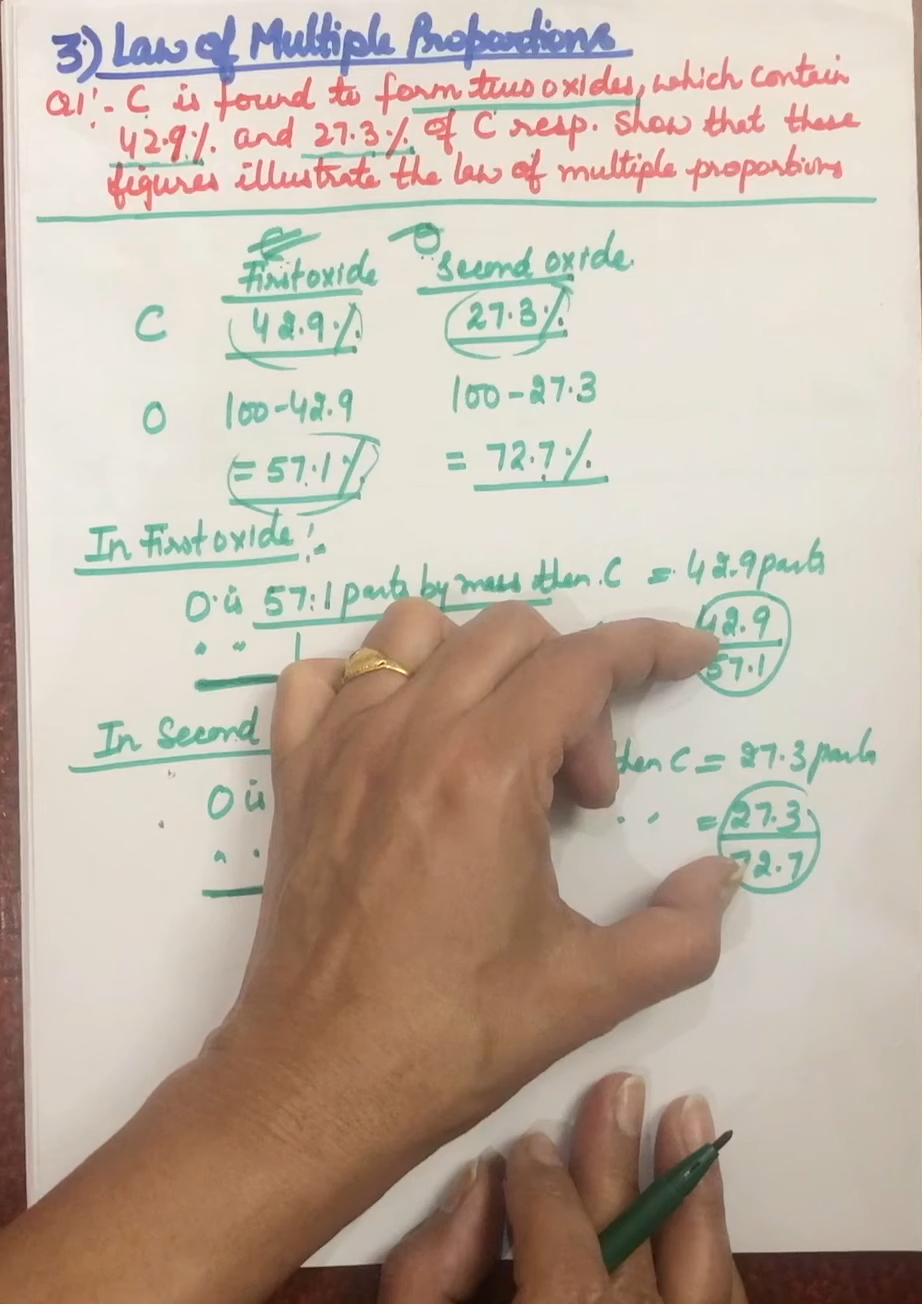 3) Law of Multiple Proportions
Q1:- C is found to form two oxides, which contain
42.9% and 27.3% of C resp. Show that these
figures illustrate the law of multiple proportions
First oxide Second oxide
C 42.9% 27.3%
O 100-42.9 100-27.3
= 57.1% = 72.7%
In First oxide:-
O is 57.1 parts by mass then C = 42.9 parts
" " 1 42.9
57.1
In Second
then C = 27.3 parts
O is
" " " " = 27.3
72.7